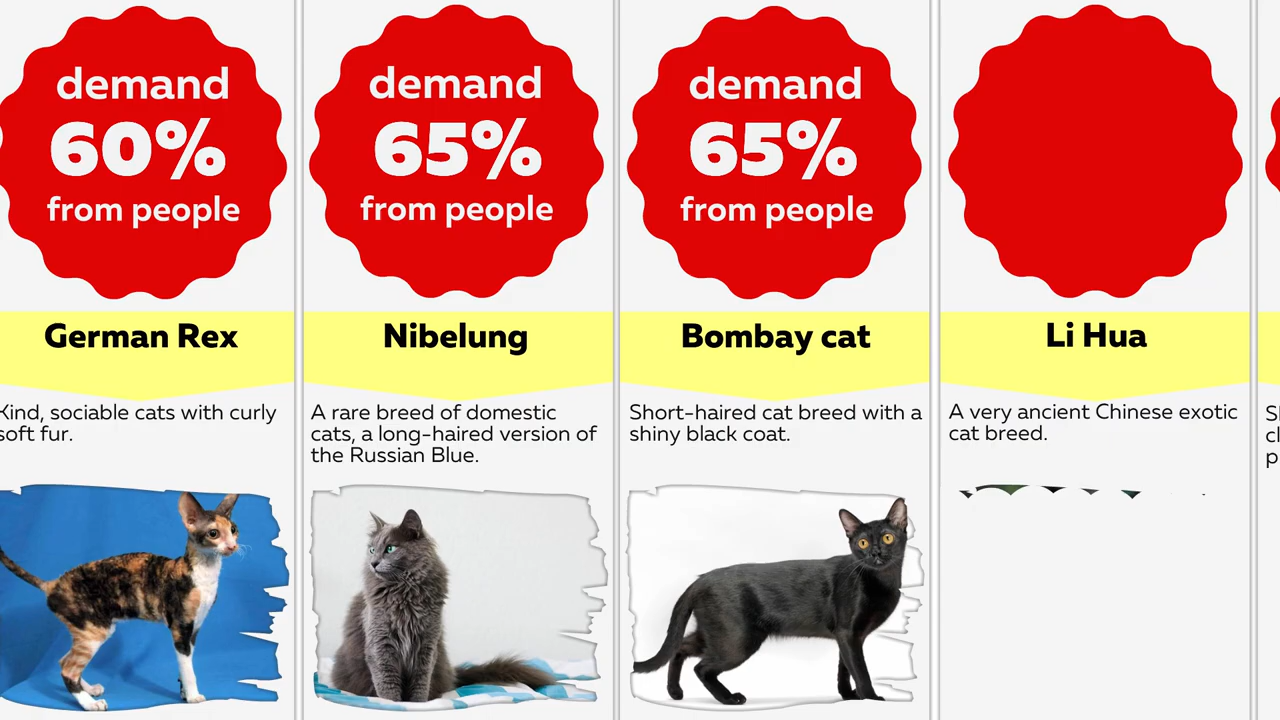 demand
60%
from people
German Rex
Kind, sociable cats with curly
soft fur.
demand
65%
from people
Nibelung
A rare breed of domestic
cats, a long-haired version of
the Russian Blue.
demand
65%
from people
Bombay cat
Short-haired cat breed with a
shiny black coat.
Li Hua
A very ancient Chinese exotic
cat breed.